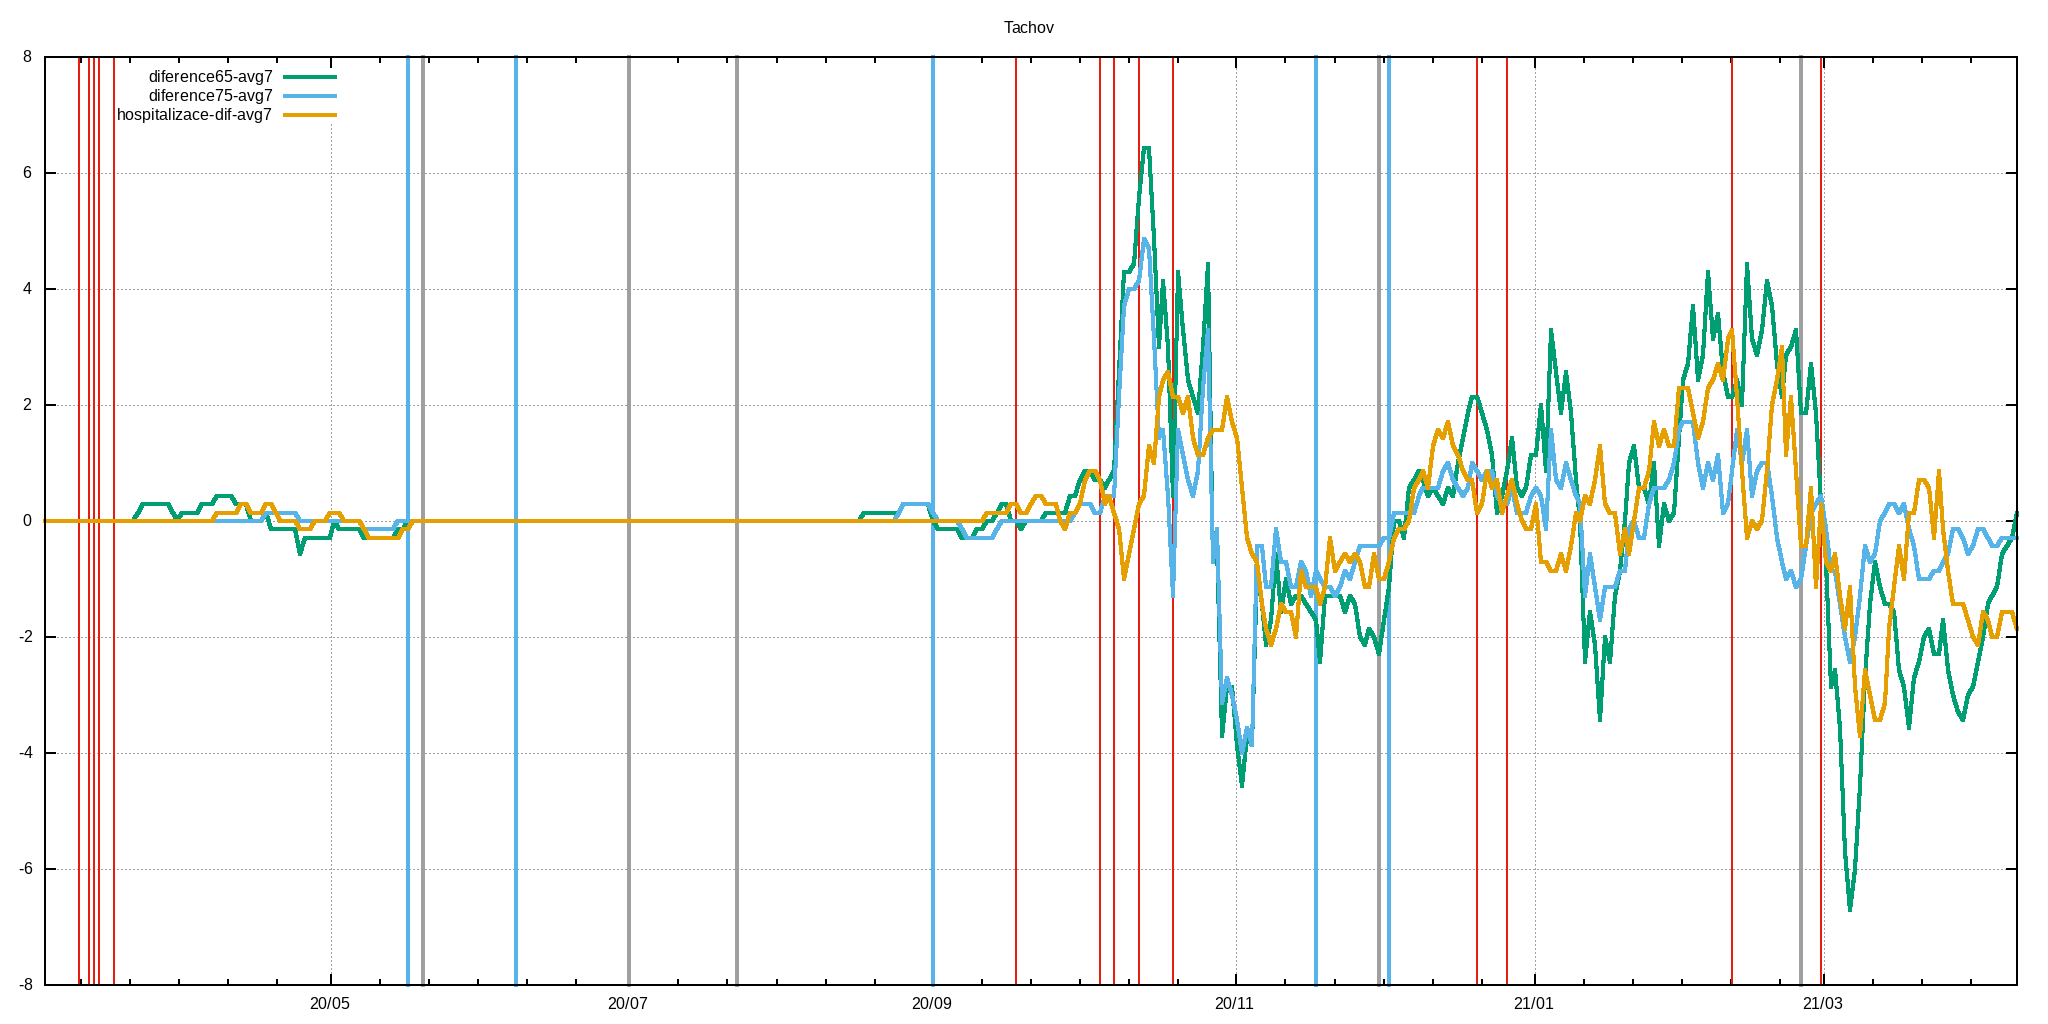 Tachov
diference65-avg7
diference75-avg7
hospitalizace-dif-avg7
8
6
4
2
0
-2
-4
-6
-8
20/05 20/07 20/09 20/11 21/01 21/03